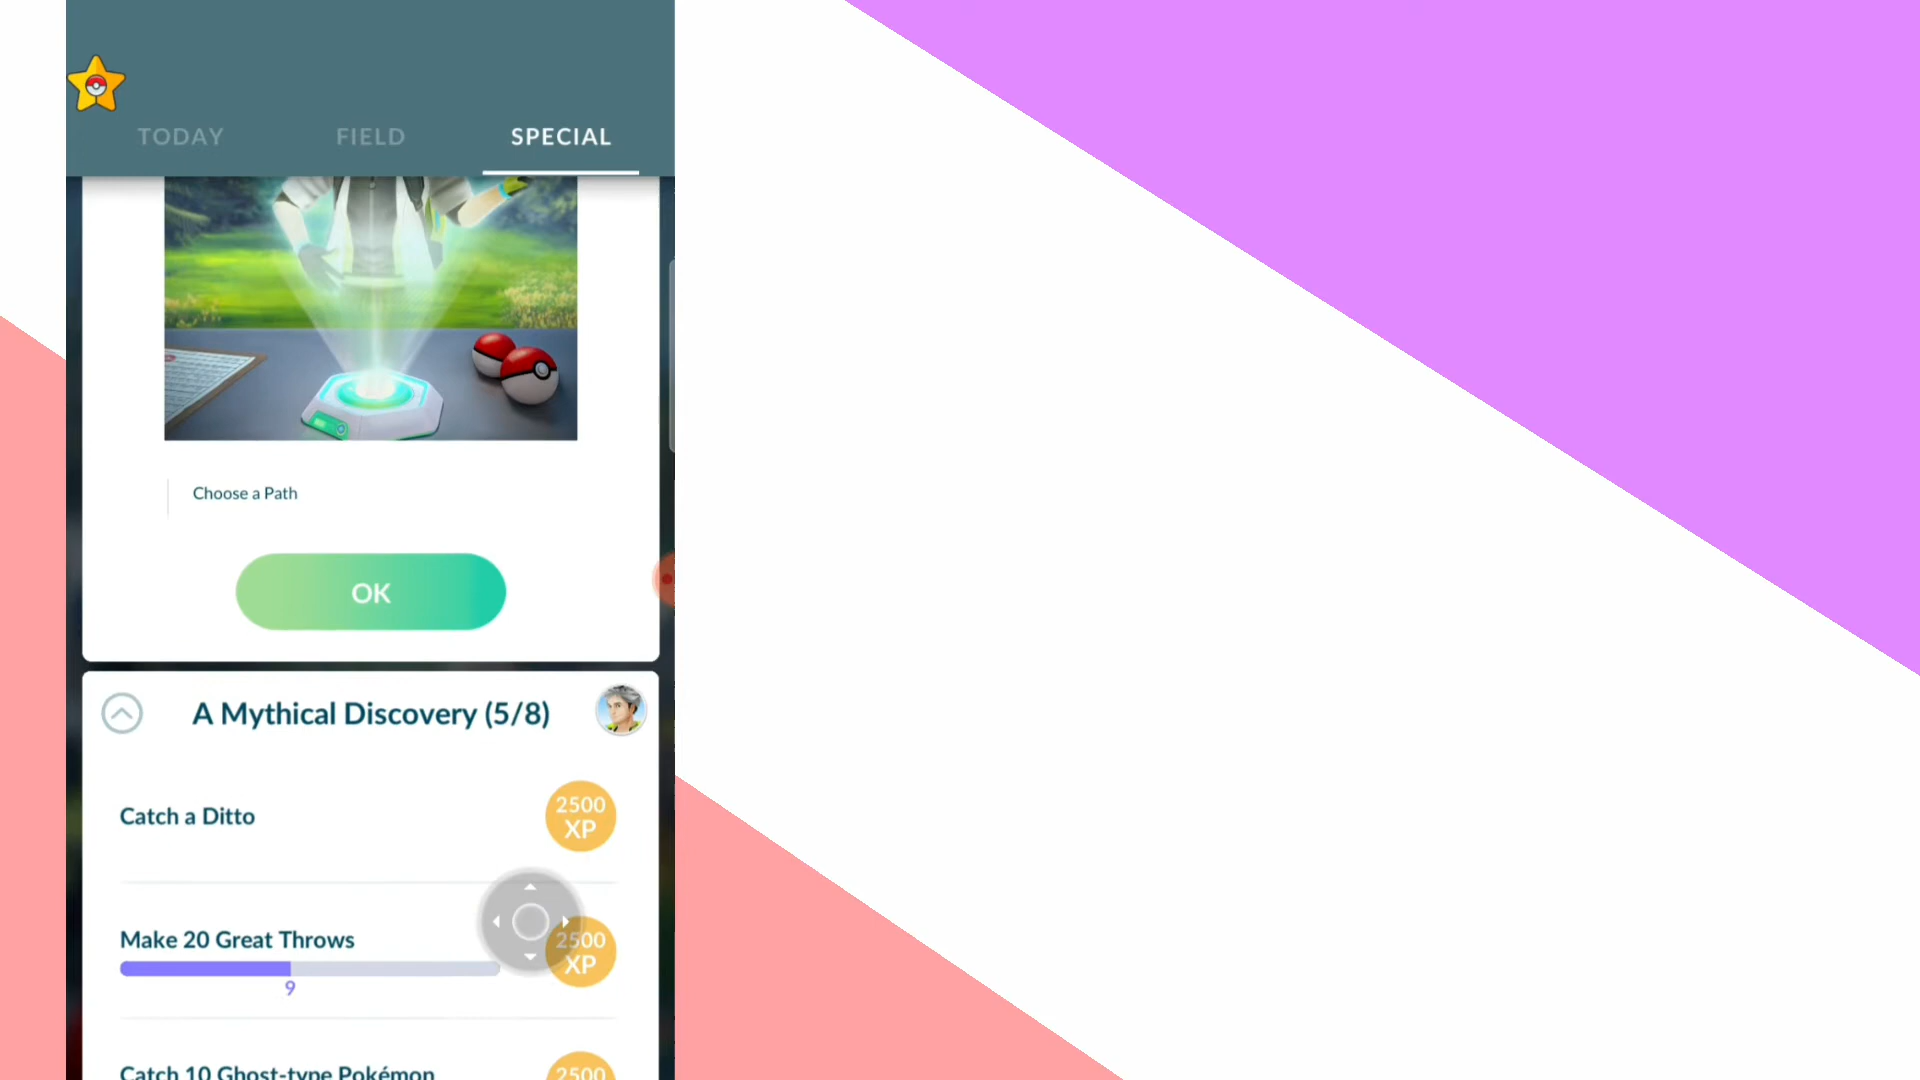 TODAY FIELD SPECIAL
Choose a Path
OK
A Mythical Discovery (5/8)
Catch a Ditto
2500
XP
Make 20 Great Throws
2500
XP
9
Catch 10 Ghost-type Pokémon
2500